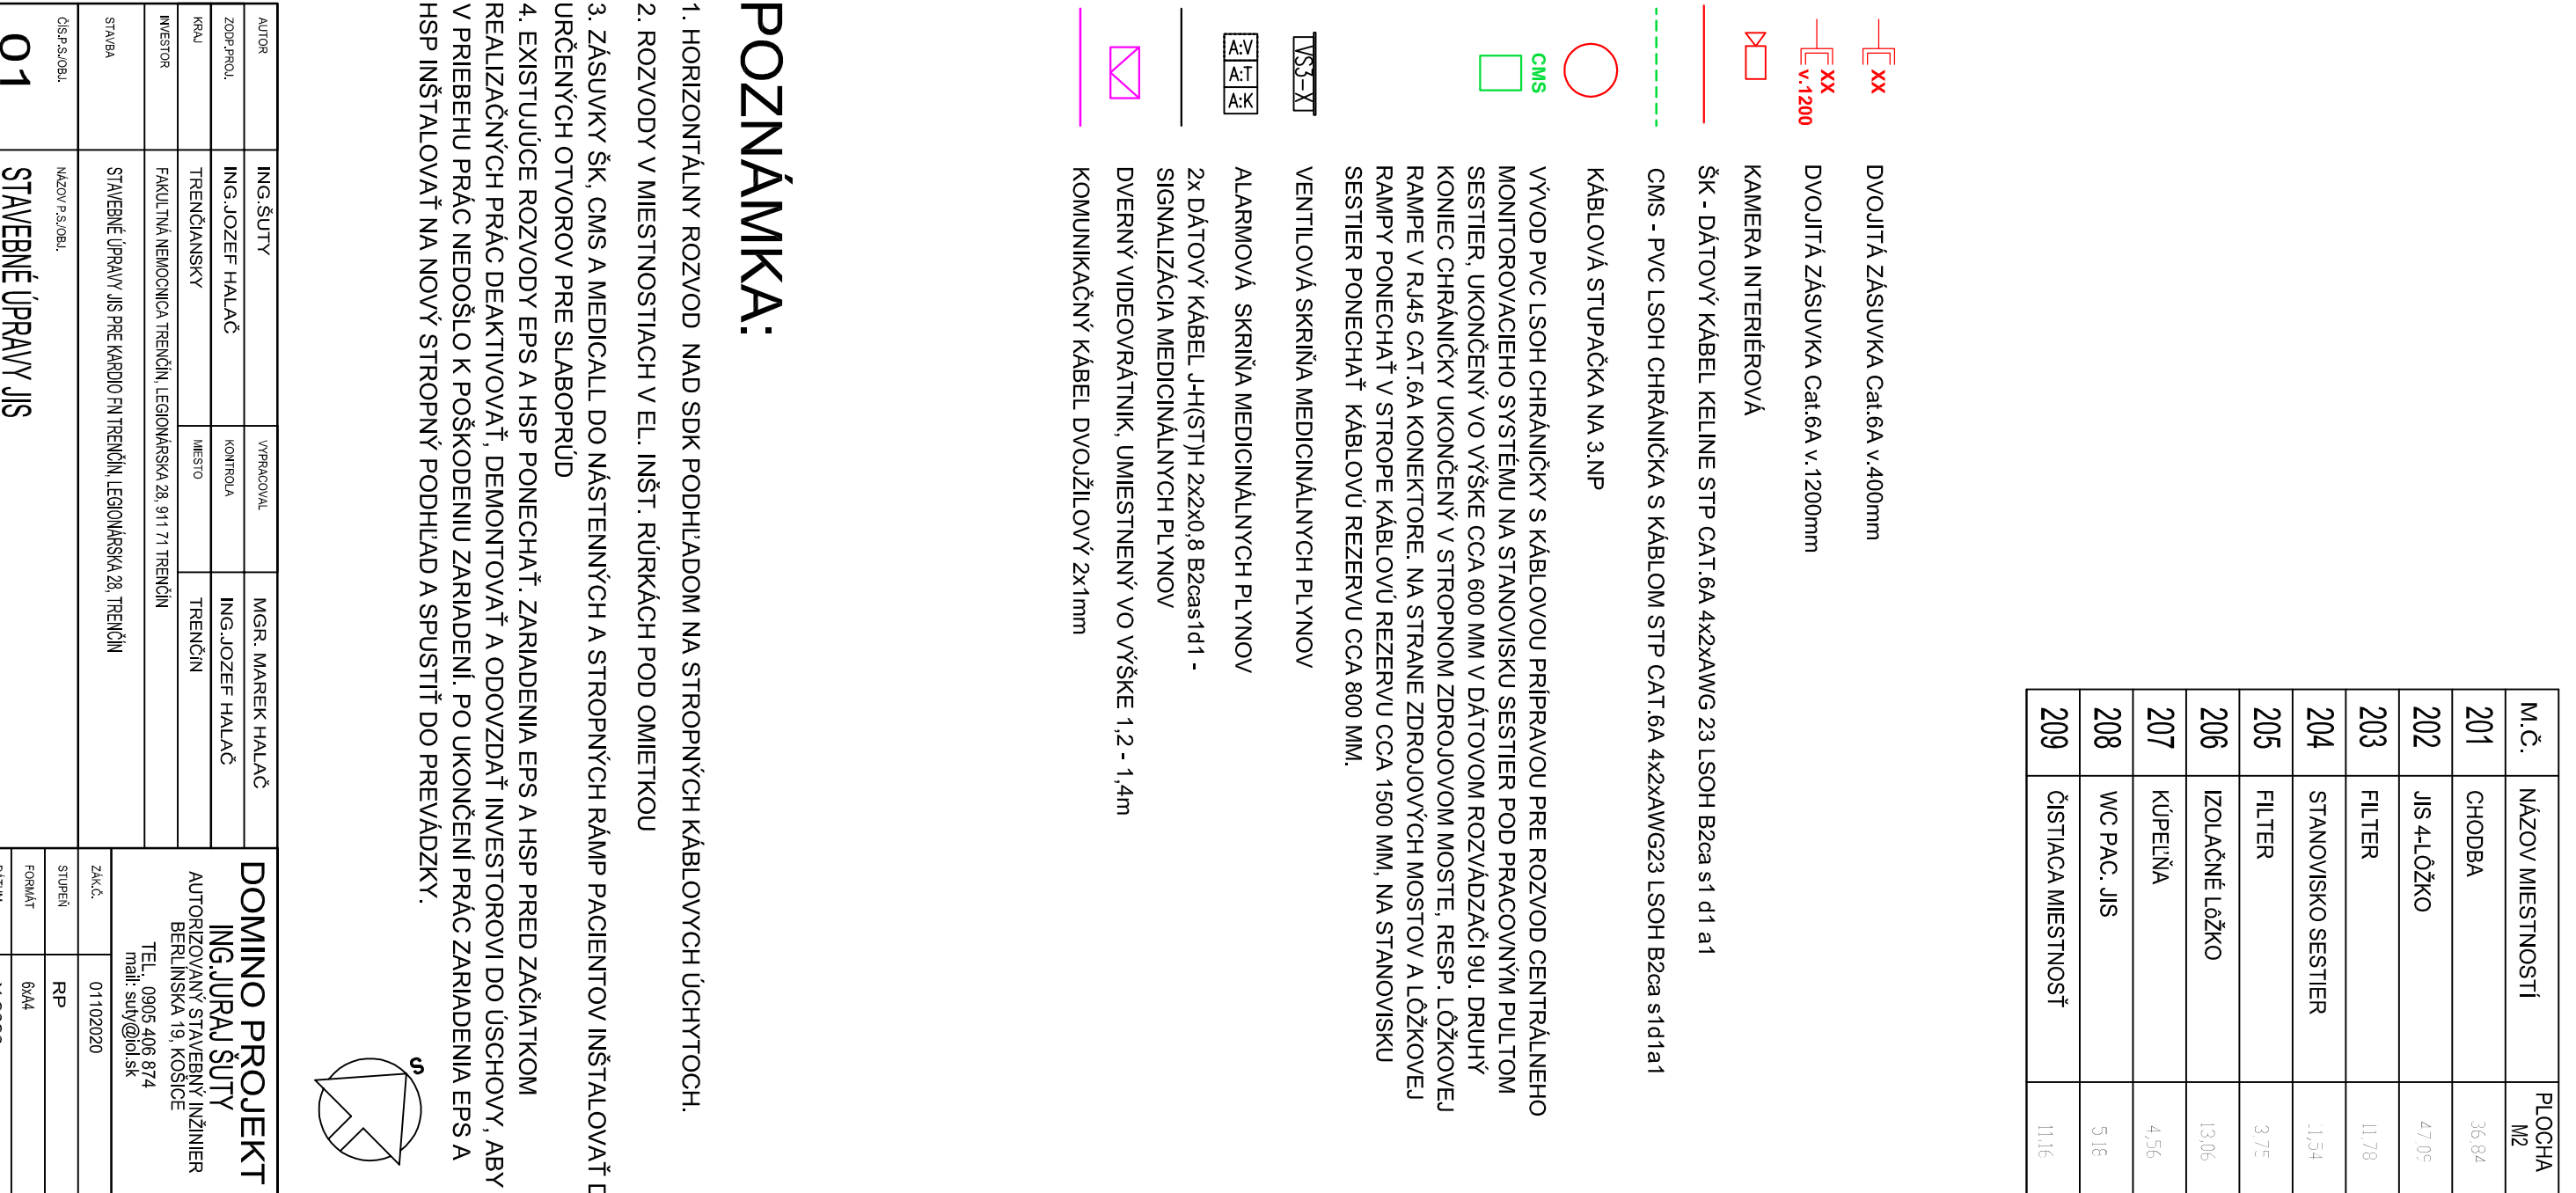 M.Č. NÁZOV MIESTNOSTÍ PLOCHA M2
201 CHODBA 36,84
202 JIS 4-LÔŽKO 47,09
203 FILTER 11,78
204 STANOVISKO SESTIER
205 FILTER 3,75
206 IZOLAČNÉ LôŽKO 13,06
207 KÚPEĽŇA 4,56
208 WC PAC. JIS 5,18
209 ČISTIACA MIESTNOSŤ 11,16
XX DVOJITÁ ZÁSUVKA Cat.6A v.400mm
XX
v.1200 DVOJITÁ ZÁSUVKA Cat.6A v.1200mm
KAMERA INTERIÉROVÁ
ŠK - DÁTOVÝ KÁBEL KELINE STP CAT.6A 4x2xAWG 23 LSOH B2ca s1 d1 a1
CMS - PVC LSOH CHRÁNIČKA S KÁBLOM STP CAT.6A 4x2xAWG23 LSOH B2ca s1d1a1
KÁBLOVÁ STUPAČKA NA 3.NP
CMS
VÝVOD PVC LSOH CHRÁNIČKY S KÁBLOVOU PRÍPRAVOU PRE ROZVOD CENTRÁLNEHO
MONITOROVACIEHO SYSTÉMU NA STANOVISKU SESTIER POD PRACOVNÝM PULTOM
SESTIER, UKONČENÝ VO VÝŠKE CCA 600 MM V DÁTOVOM ROZVÁDZAČI 9U. DRUHÝ
KONIEC CHRÁNIČKY UKONČENÝ V STROPNOM ZDROJOVOM MOSTE, RESP. LÔŽKOVEJ
RAMPE V RJ45 CAT.6A KONEKTORE. NA STRANE ZDROJOVÝCH MOSTOV A LÔŽKOVEJ
RAMPY PONECHAŤ V STROPE KÁBLOVÚ REZERVU CCA 1500 MM, NA STANOVISKU
SESTIER PONECHAŤ KÁBLOVÚ REZERVU CCA 800 MM.
VS3-X VENTILOVÁ SKRIŇA MEDICINÁLNYCH PLYNOV
A:V A:T A:K ALARMOVÁ SKRIŇA MEDICINÁLNYCH PLYNOV
2x DÁTOVÝ KÁBEL J-H(ST)H 2x2x0,8 B2cas1d1 -
SIGNALIZÁCIA MEDICINÁLNYCH PLYNOV
DVERNÝ VIDEOVRÁTNIK, UMIESTNENÝ VO VÝŠKE 1,2 - 1,4m
KOMUNIKAČNÝ KÁBEL DVOJŽILOVÝ 2x1mm
POZNÁMKA:
1. HORIZONTÁLNY ROZVOD NAD SDK PODHĽADOM NA STROPNÝCH KÁBLOVYCH ÚCHYTOCH.
2. ROZVODY V MIESTNOSTIACH V EL. INŠT. RÚRKÁCH POD OMIETKOU
3. ZÁSUVKY ŠK, CMS A MEDICALL DO NÁSTENNÝCH A STROPNÝCH RÁMP PACIENTOV INŠTALOVAŤ D
URČENÝCH OTVOROV PRE SLABOPRÚD
4. EXISTUJÚCE ROZVODY EPS A HSP PONECHAŤ. ZARIADENIA EPS A HSP PRED ZAČIATKOM
REALIZAČNÝCH PRÁC DEAKTIVOVAŤ, DEMONTOVAŤ A ODOVZDAŤ INVESTOROVI DO ÚSCHOVY, ABY
V PRIEBEHU PRÁC NEDOŠLO K POŠKODENIU ZARIADENÍ. PO UKONČENÍ PRÁC ZARIADENIA EPS A
HSP INŠTALOVAŤ NA NOVÝ STROPNÝ PODHĽAD A SPUSTIŤ DO PREVÁDZKY.
S
AUTOR ING.ŠUTY VYPRACOVAL MGR. MAREK HALAČ
ZODP.PROJ. ING.JOZEF HALAČ KONTROLA ING.JOZEF HALAČ
KRAJ TRENČIANSKY MIESTO TRENČíN
INVESTOR FAKULTNÁ NEMOCNICA TRENČÍN, LEGIONÁRSKA 28, 911 71 TRENČÍN
STAVBA STAVEBNÉ ÚPRAVY JIS PRE KARDIO FN TRENČÍN, LEGIONÁRSKA 28, TRENČÍN
ČÍS.P.S./OBJ. NÁZOV P.S./OBJ.
01 STAVEBNÉ ÚPRAVY JIS
DOMINO PROJEKT
ING.JURAJ ŠUTY
AUTORIZOVANÝ STAVEBNÝ INŽINIER
BERLÍNSKA 19, KOŠICE
TEL. 0905 406 874
mail: suty@iol.sk
ZÁK.Č. 01102020
STUPEŇ RP
FORMÁT 6xA4